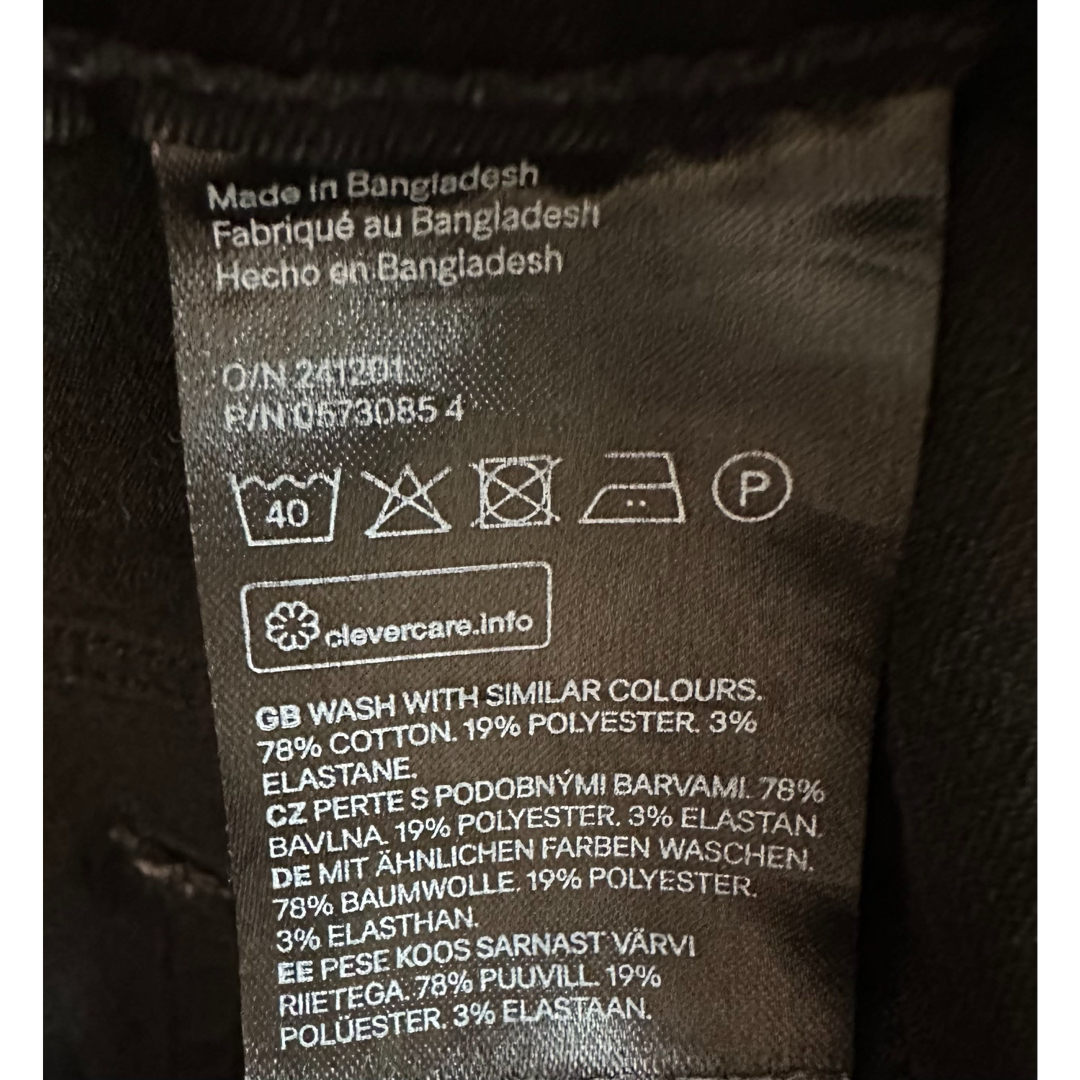 Made in Bangladesh
Fabriqué au Bangladesh
Hecho en Bangladesh
O/N 241201
P/N 0573085 4
40
P
clevercare.info
GB WASH WITH SIMILAR COLOURS.
78% COTTON. 19% POLYESTER. 3%
ELASTANE.
CZ PERTE S PODOBNÝMI BARVAMI. 78%
BAVLNA. 19% POLYESTER. 3% ELASTAN.
DE MIT ÄHNLICHEN FARBEN WASCHEN.
78% BAUMWOLLE. 19% POLYESTER.
3% ELASTHAN.
EE PESE KOOS SARNAST VÄRVI
RIIETEGA. 78% PUUVILL. 19%
POLÜESTER. 3% ELASTAAN.